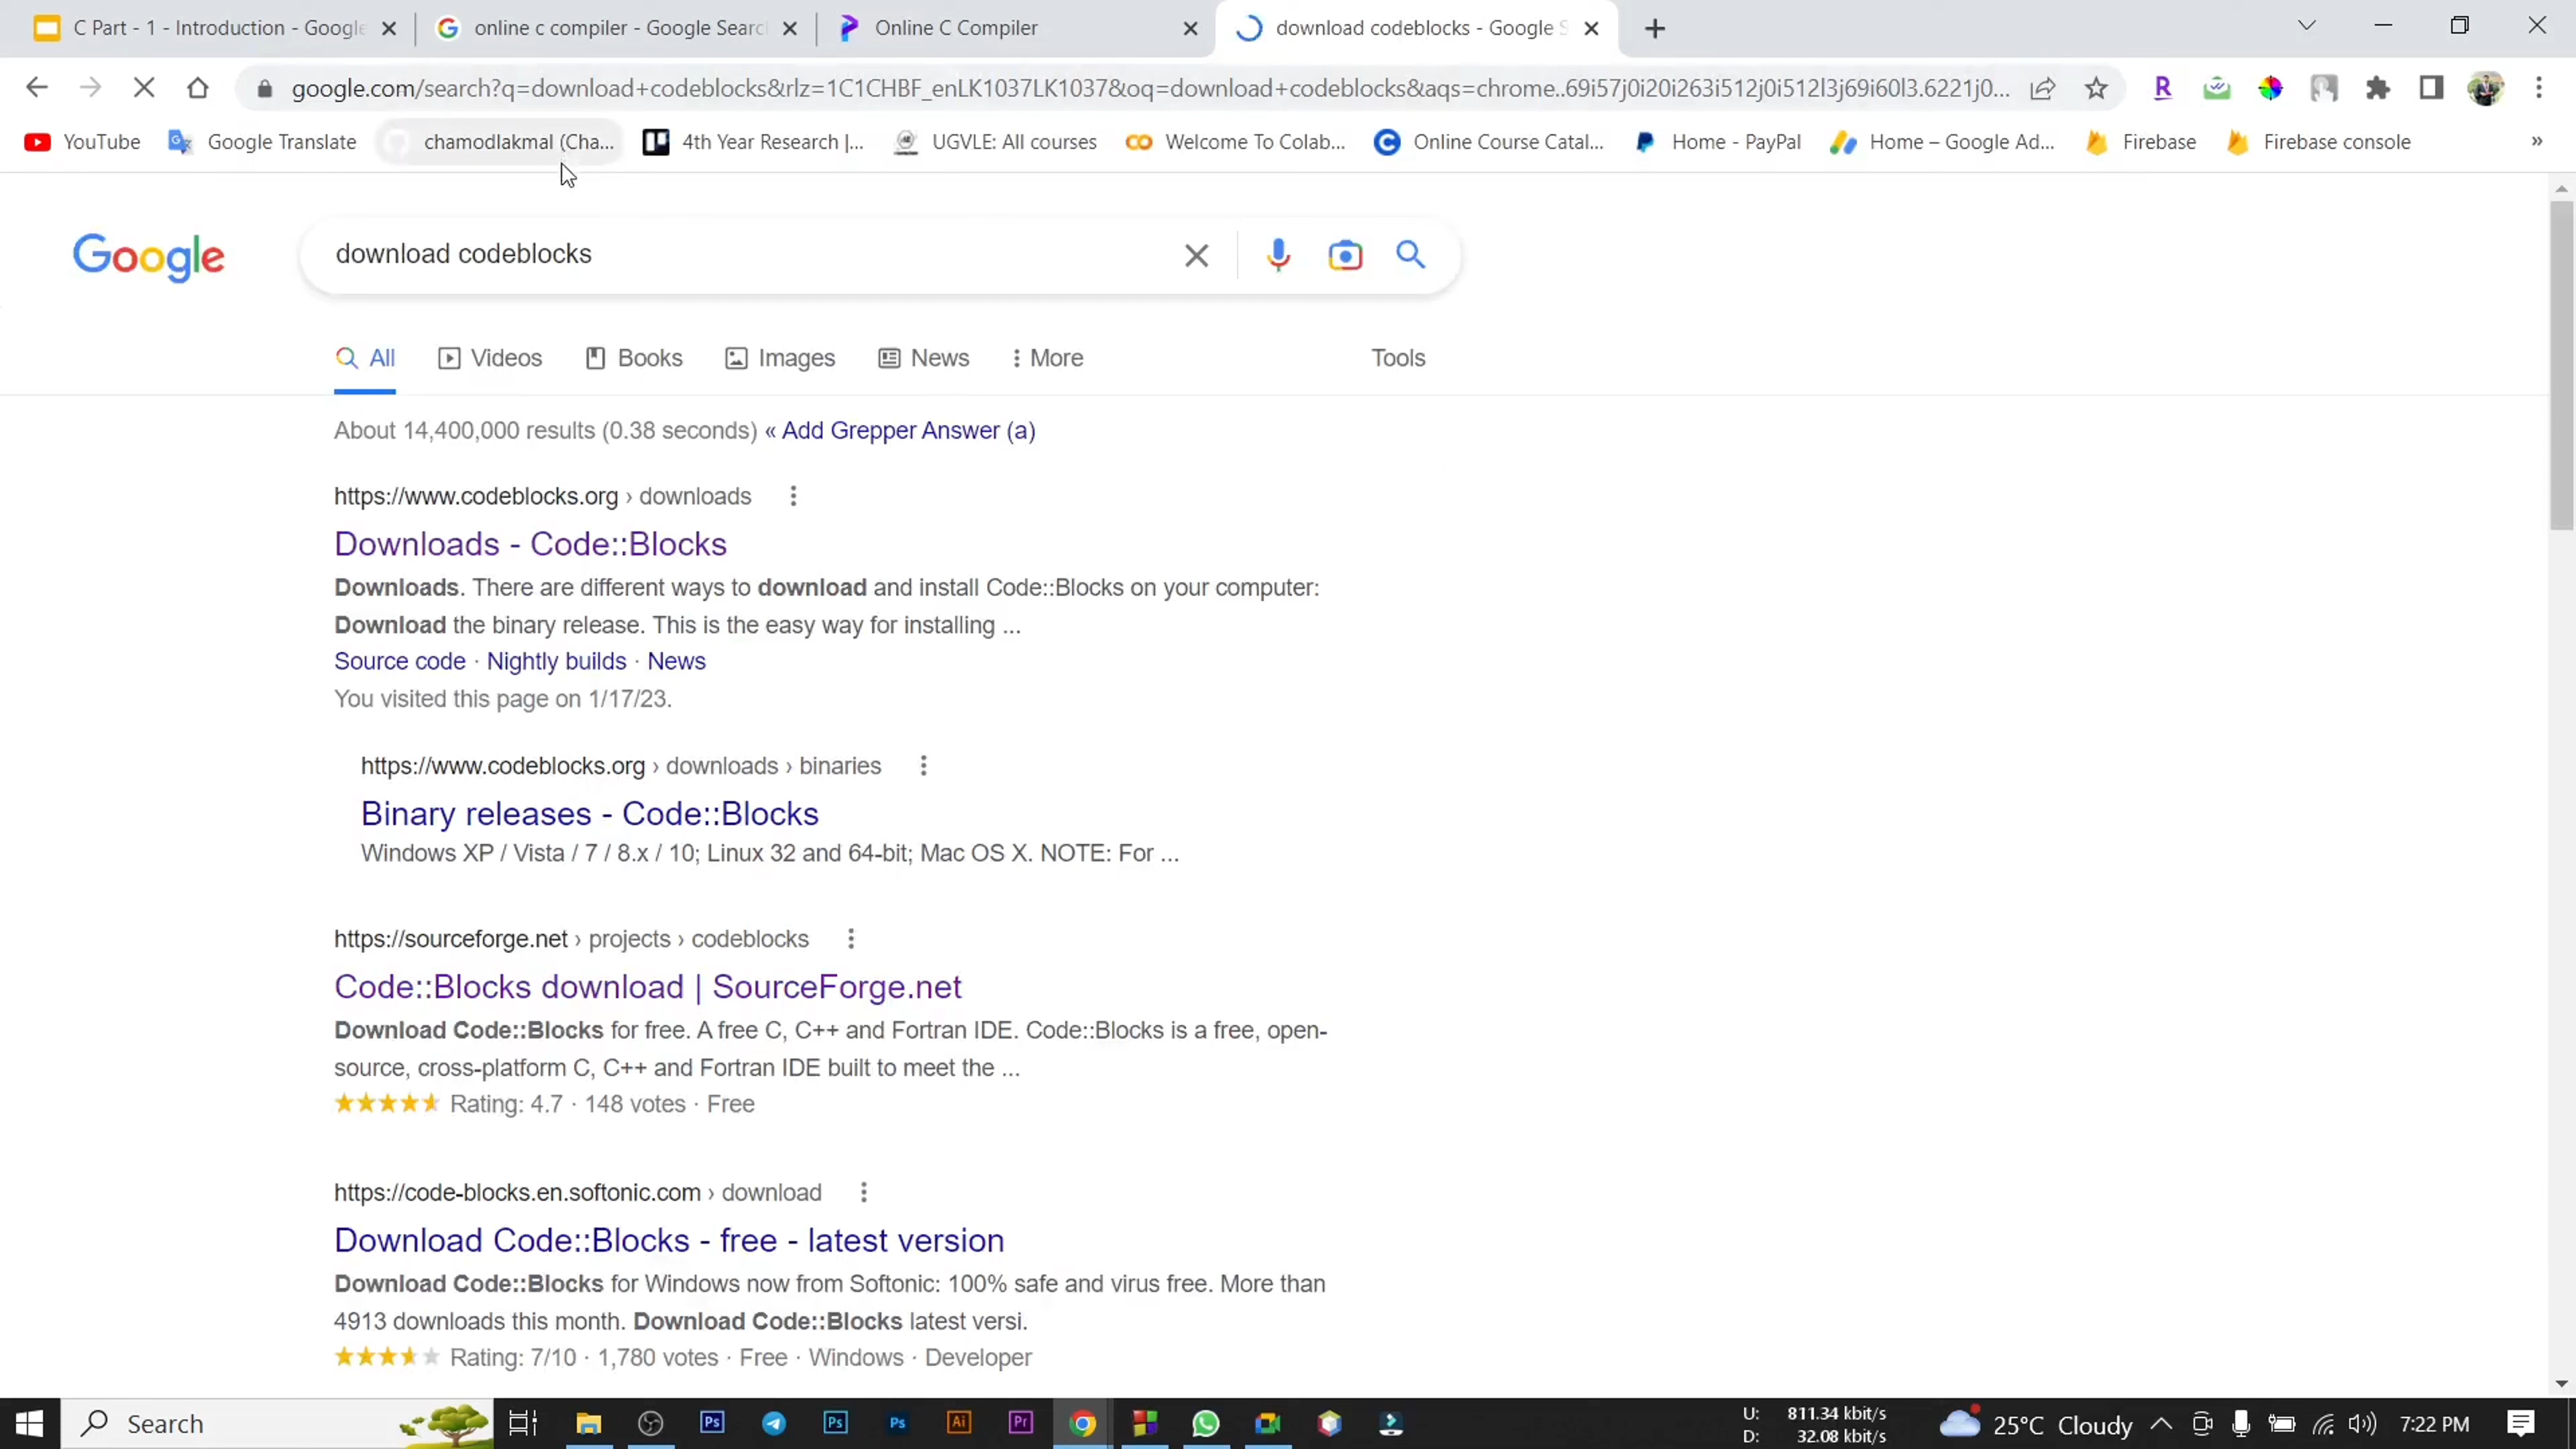 C Part - 1 - Introduction - Google
online c compiler - Google Searc
Online C Compiler
download codeblocks - Google S
google.com/search?q=download+codeblocks&rlz=1C1CHBF_enLK1037LK1037&oq=download+codeblocks&aqs=chrome..69i57j0i20i263i512j0i512l3j69i60l3.6221j0...
YouTube
Google Translate
chamodlakmal (Cha...
4th Year Research |...
UGVLE: All courses
Welcome To Colab...
Online Course Catal...
Home - PayPal
Home – Google Ad...
Firebase
Firebase console
»
Google
download codeblocks
All
Videos
Books
Images
News
More
Tools
About 14,400,000 results (0.38 seconds) « Add Grepper Answer (a)
https://www.codeblocks.org › downloads
Downloads - Code::Blocks
Downloads. There are different ways to download and install Code::Blocks on your computer:
Download the binary release. This is the easy way for installing ...
Source code · Nightly builds · News
You visited this page on 1/17/23.
https://www.codeblocks.org › downloads › binaries
Binary releases - Code::Blocks
Windows XP / Vista / 7 / 8.x / 10; Linux 32 and 64-bit; Mac OS X. NOTE: For ...
https://sourceforge.net › projects › codeblocks
Code::Blocks download | SourceForge.net
Download Code::Blocks for free. A free C, C++ and Fortran IDE. Code::Blocks is a free, open-
source, cross-platform C, C++ and Fortran IDE built to meet the ...
Rating: 4.7 · 148 votes · Free
https://code-blocks.en.softonic.com › download
Download Code::Blocks - free - latest version
Download Code::Blocks for Windows now from Softonic: 100% safe and virus free. More than
4913 downloads this month. Download Code::Blocks latest versi.
Rating: 7/10 · 1,780 votes · Free · Windows · Developer
Search
Ps
Ps
Ps
Ai
Pr
U: 811.34 kbit/s
D: 32.08 kbit/s
25°C Cloudy
7:22 PM